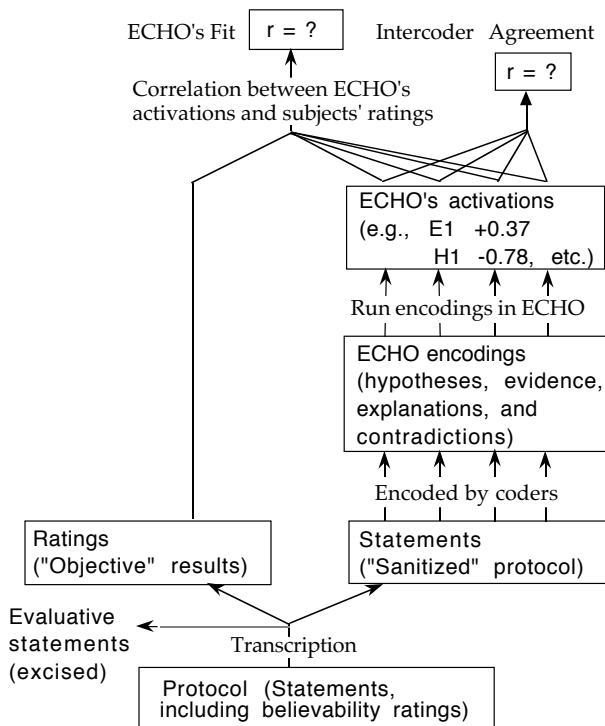 ECHO's Fit
r = ?
Intercoder Agreement
r = ?
Correlation between ECHO's
activations and subjects' ratings
ECHO's activations
(e.g., E1 +0.37
H1 -0.78, etc.)
Run encodings in ECHO
ECHO encodings
(hypotheses, evidence,
explanations, and
contradictions)
Encoded by coders
Ratings
("Objective" results)
Statements
("Sanitized" protocol)
Evaluative
statements
(excised)
Transcription
Protocol (Statements,
including believability ratings)